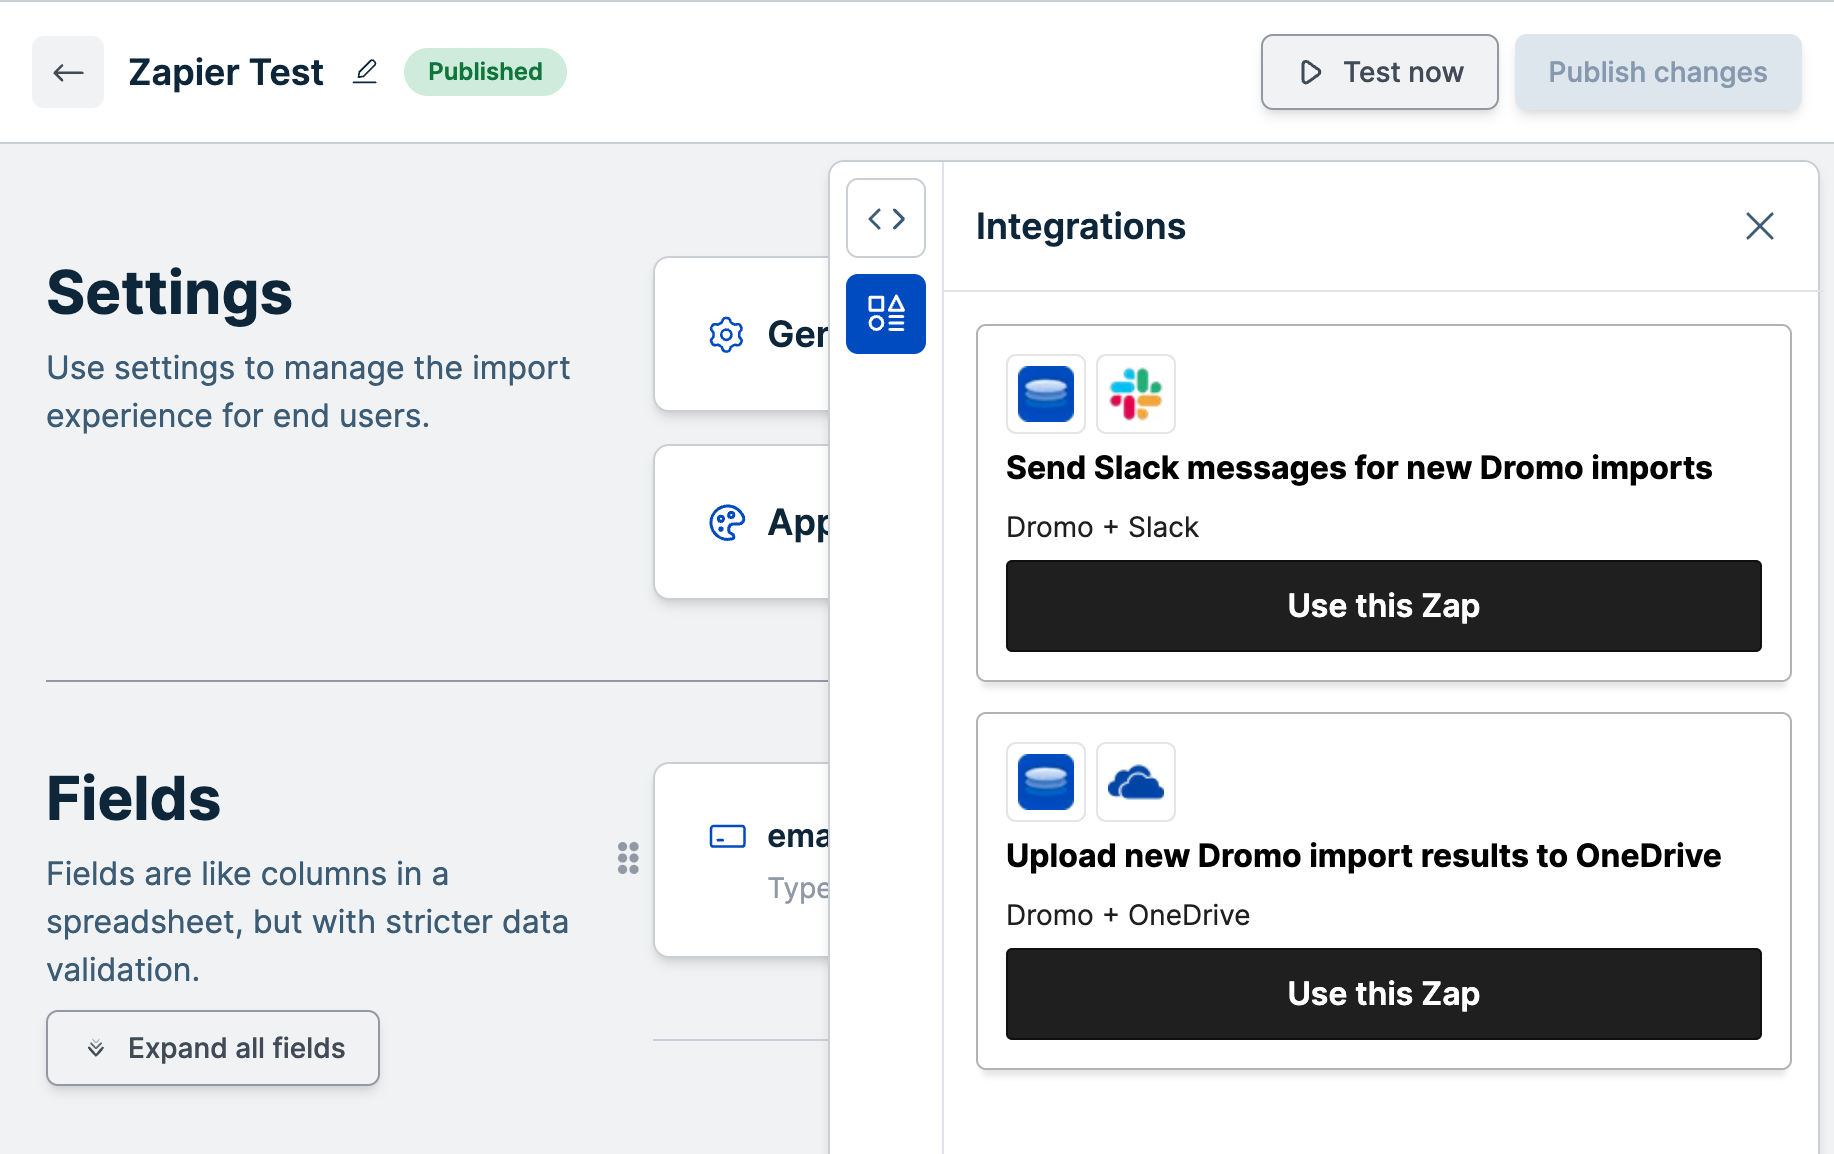 Zapier Test
Published
Test now
Publish changes
Settings
Use settings to manage the import
experience for end users.
Fields
Fields are like columns in a
spreadsheet, but with stricter data
validation.
Expand all fields
Type
Integrations
Send Slack messages for new Dromo imports
Dromo + Slack
Use this Zap
Upload new Dromo import results to OneDrive
Dromo + OneDrive
Use this Zap